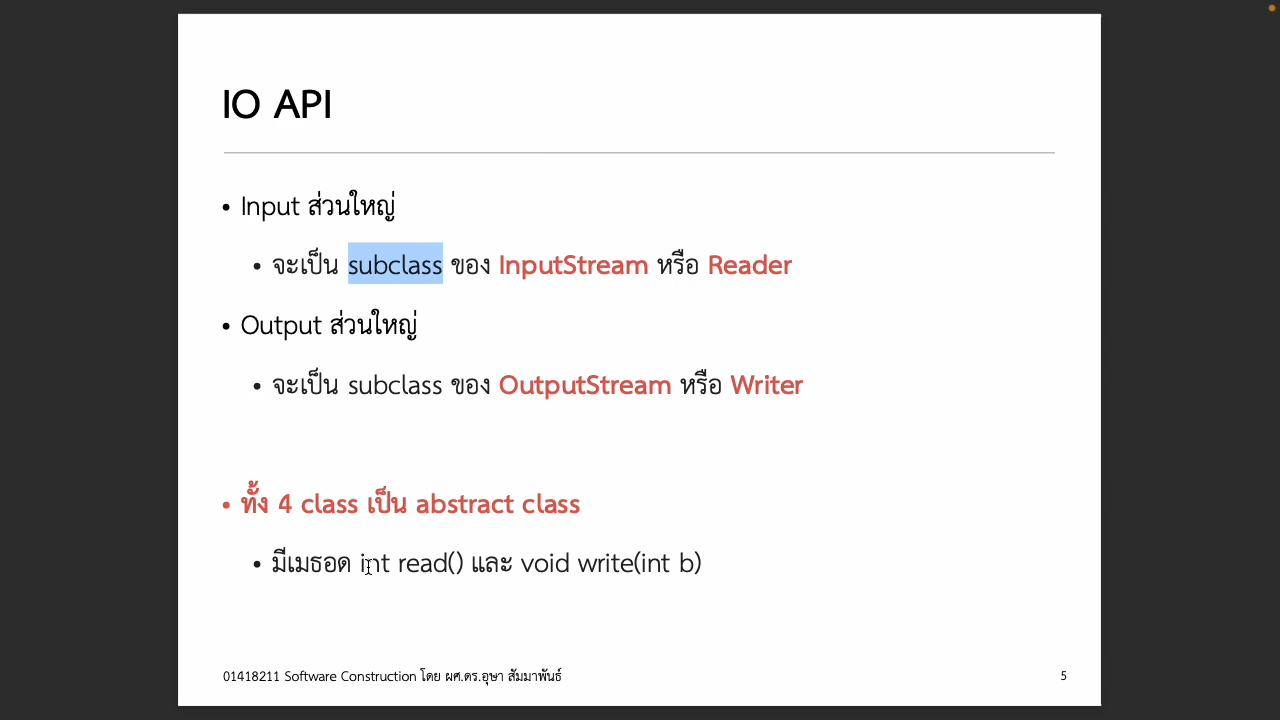 IO API
• Input ส่วนใหญ่
• จะเป็น subclass ของ InputStream หรือ Reader
• Output ส่วนใหญ่
• จะเป็น subclass ของ OutputStream หรือ Writer
• ทั้ง 4 class เป็น abstract class
• มีเมธอด int read() และ void write(int b)
01418211 Software Construction โดย ผศ.ดร.อุษา สัมมาพันธ์
5